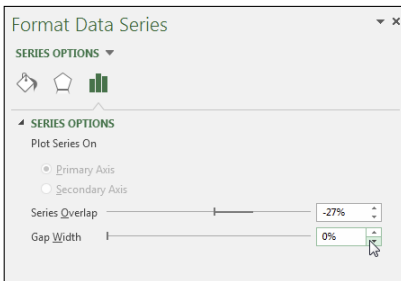 Format Data Series
SERIES OPTIONS
SERIES OPTIONS
Plot Series On
Primary Axis
Secondary Axis
Series Overlap -27%
Gap Width 0%